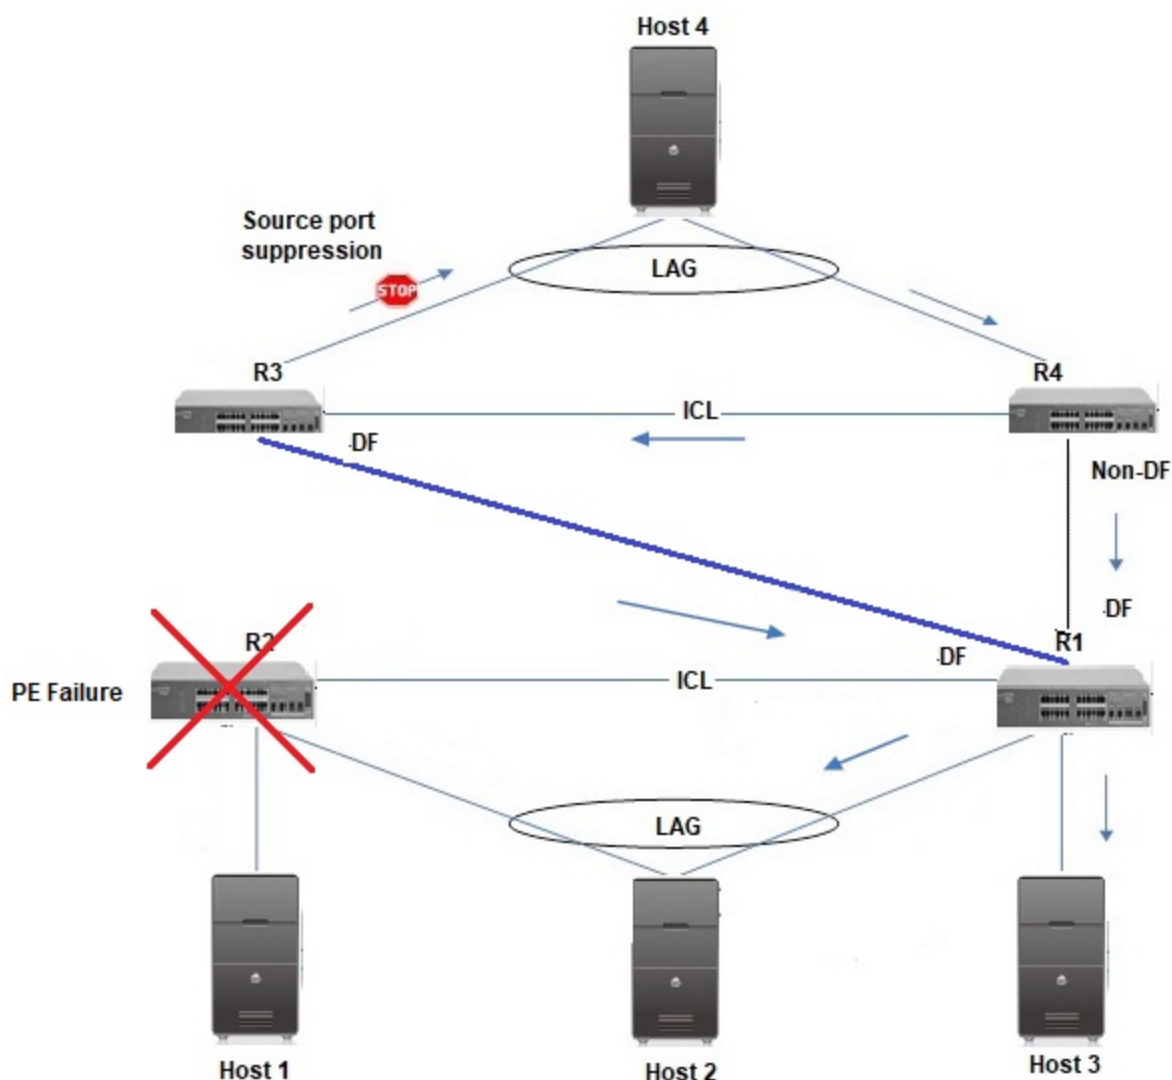 Host 4
Source port
suppression
STOP
LAG
R3
R4
ICL
DF
Non-DF
DF
R2
R1
DF
PE Failure
ICL
LAG
Host 1
Host 2
Host 3